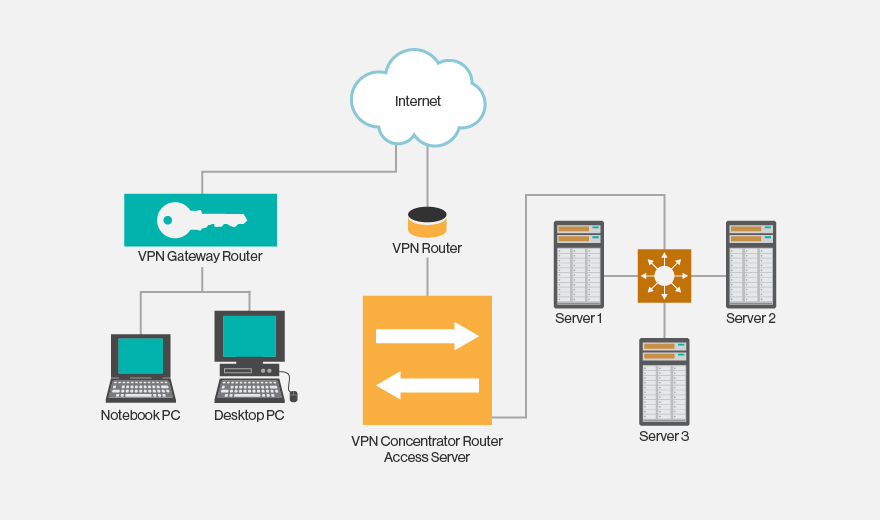 Internet
VPN Gateway Router
VPN Router
Server 1
Server 2
Notebook PC
Desktop PC
VPN Concentrator Router
Access Server
Server 3